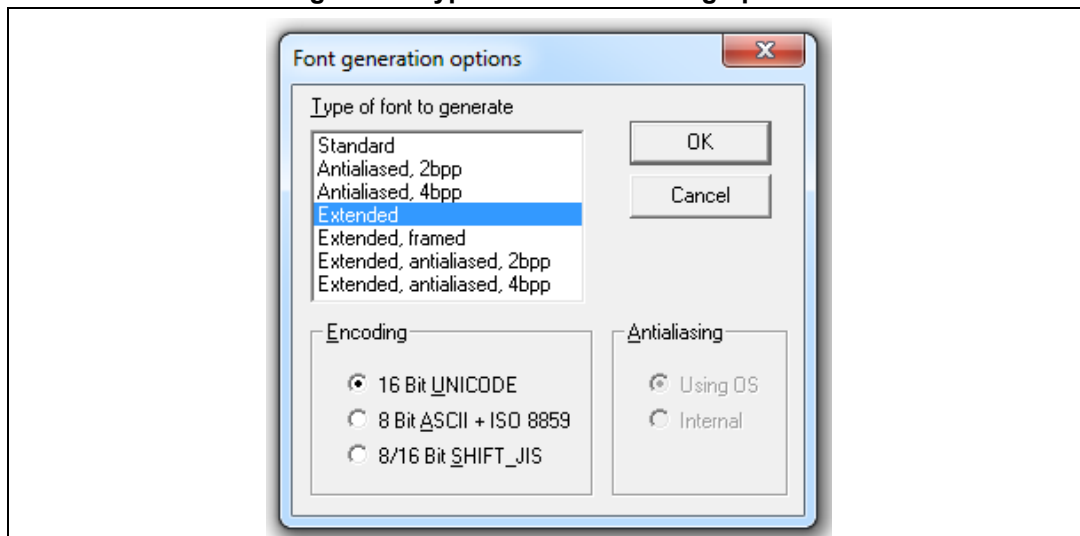 Font generation options
Type of font to generate
Standard
Antialiased, 2bpp
Antialiased, 4bpp
Extended
Extended, framed
Extended, antialiased, 2bpp
Extended, antialiased, 4bpp
OK
Cancel
Encoding
16 Bit UNICODE
8 Bit ASCII + ISO 8859
8/16 Bit SHIFT_JIS
Antialiasing
Using OS
Internal